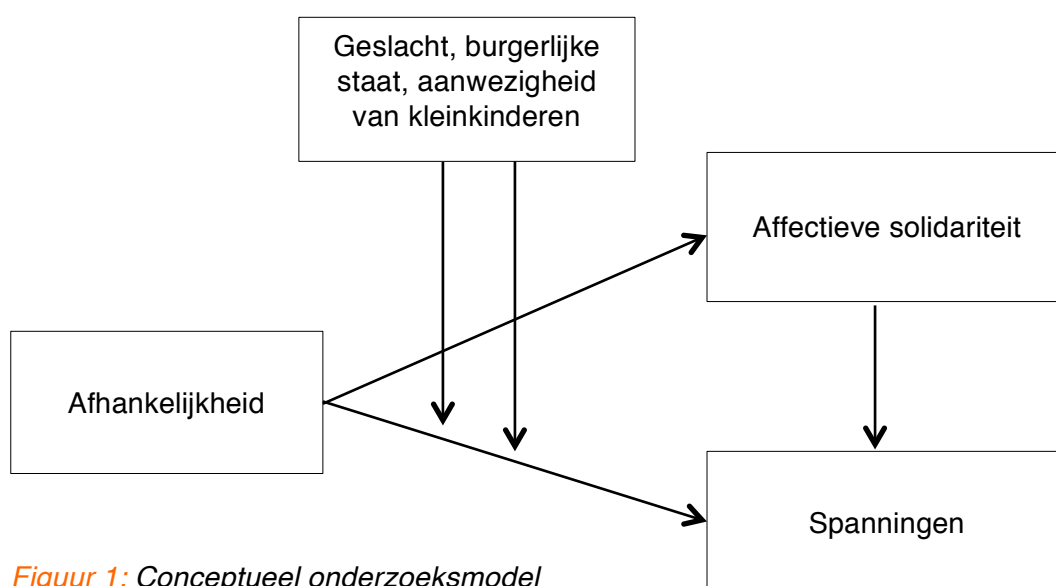 Geslacht, burgerlijke
staat, aanwezigheid
van kleinkinderen
Affectieve solidariteit
Afhankelijkheid
Spanningen
Figuur 1: Conceptueel onderzoeksmodel